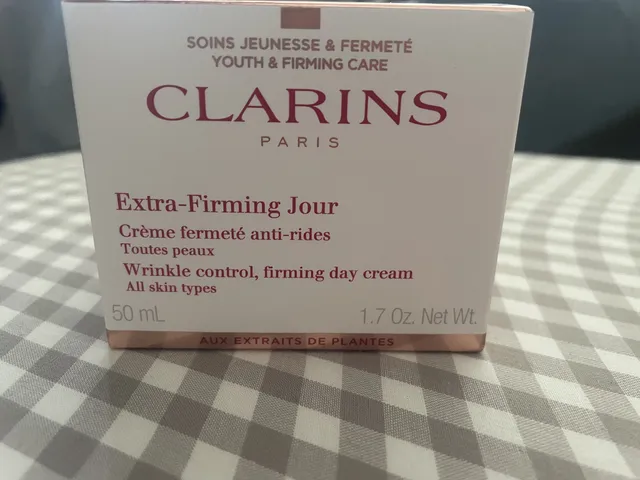 SOINS JEUNESSE & FERMETÉ
YOUTH & FIRMING CARE
CLARINS
PARIS
Extra-Firming Jour
Crème fermeté anti-rides
Toutes peaux
Wrinkle control, firming day cream
All skin types
50 mL 1.7 Oz. Net Wt.
AUX EXTRAITS DE PLANTES